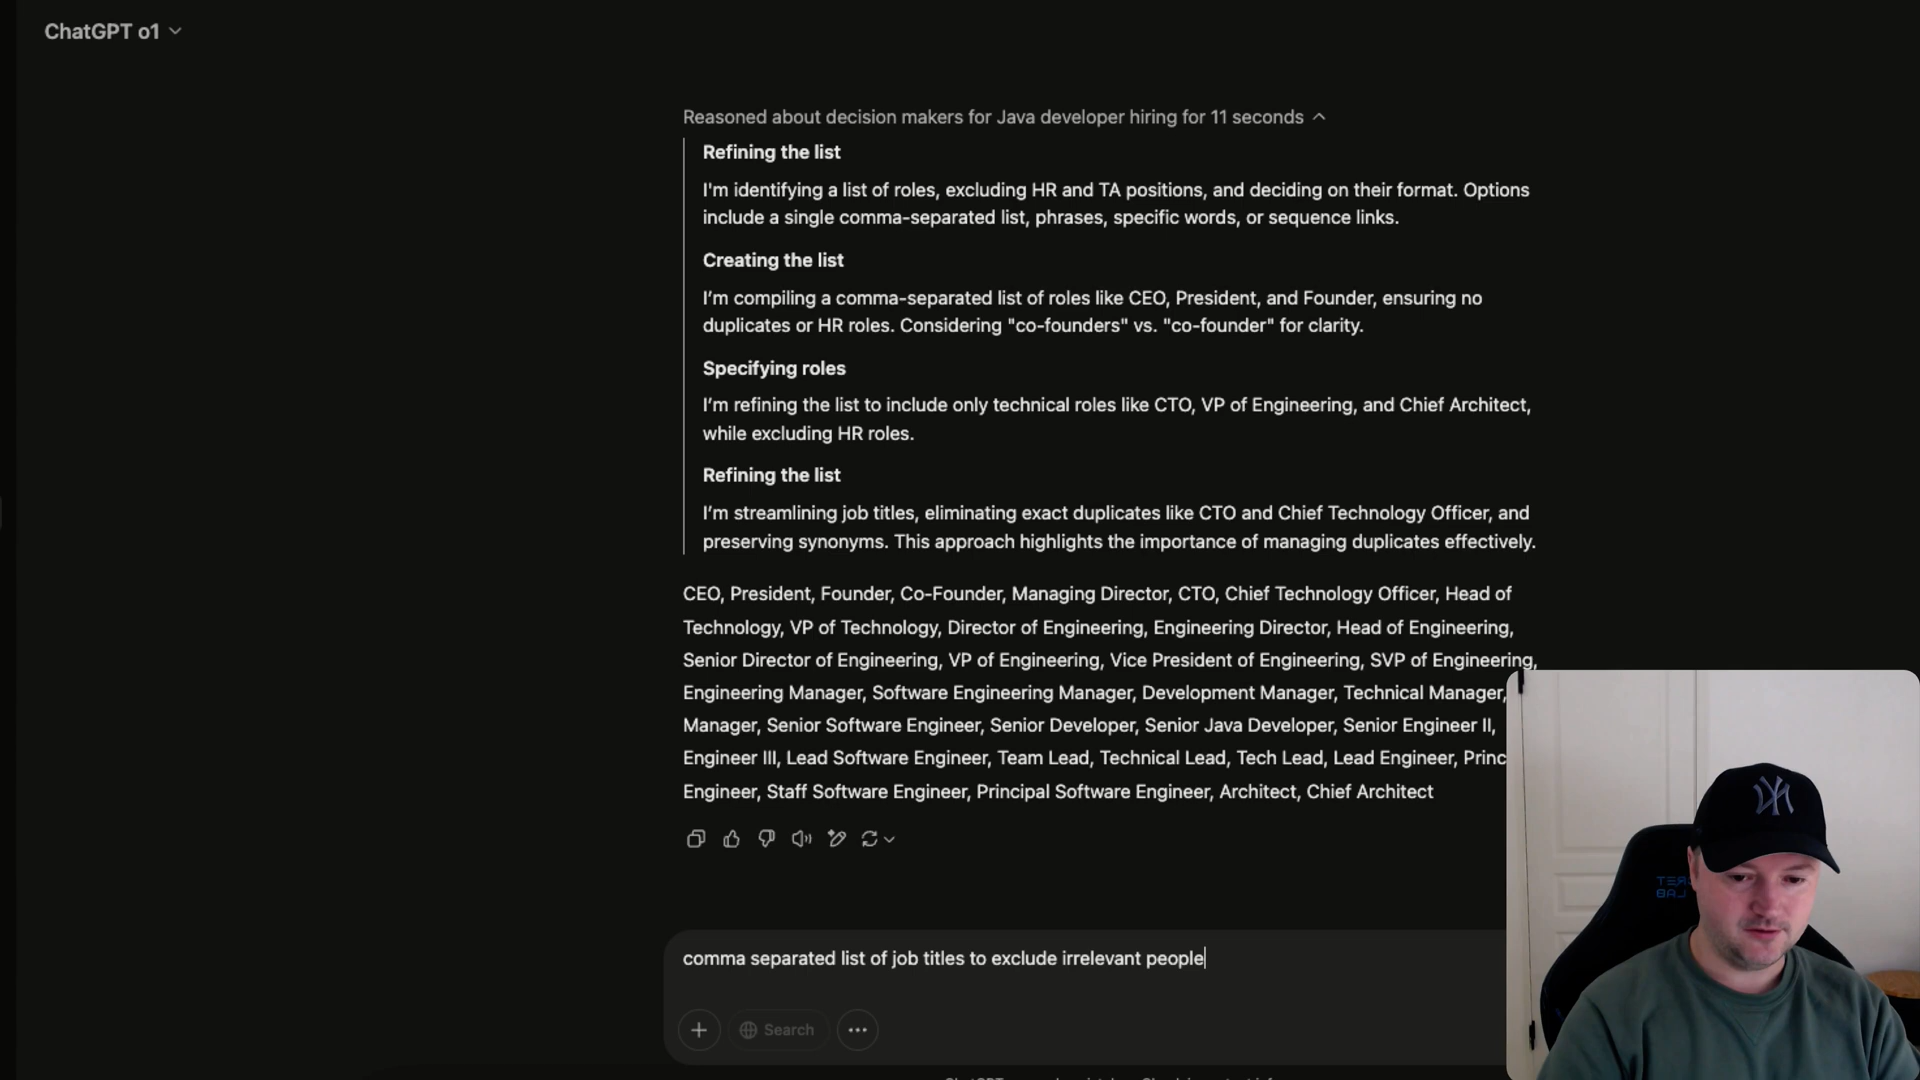 ChatGPT o1
Reasoned about decision makers for Java developer hiring for 11 seconds
Refining the list
I'm identifying a list of roles, excluding HR and TA positions, and deciding on their format. Options
include a single comma-separated list, phrases, specific words, or sequence links.
Creating the list
I’m compiling a comma-separated list of roles like CEO, President, and Founder, ensuring no
duplicates or HR roles. Considering "co-founders" vs. "co-founder" for clarity.
Specifying roles
I’m refining the list to include only technical roles like CTO, VP of Engineering, and Chief Architect,
while excluding HR roles.
Refining the list
I’m streamlining job titles, eliminating exact duplicates like CTO and Chief Technology Officer, and
preserving synonyms. This approach highlights the importance of managing duplicates effectively.
CEO, President, Founder, Co-Founder, Managing Director, CTO, Chief Technology Officer, Head of
Technology, VP of Technology, Director of Engineering, Engineering Director, Head of Engineering,
Senior Director of Engineering, VP of Engineering, Vice President of Engineering, SVP of Engineering,
Engineering Manager, Software Engineering Manager, Development Manager, Technical Manager,
Manager, Senior Software Engineer, Senior Developer, Senior Java Developer, Senior Engineer II,
Engineer III, Lead Software Engineer, Team Lead, Technical Lead, Tech Lead, Lead Engineer, Princ
Engineer, Staff Software Engineer, Principal Software Engineer, Architect, Chief Architect
comma separated list of job titles to exclude irrelevant people
Search